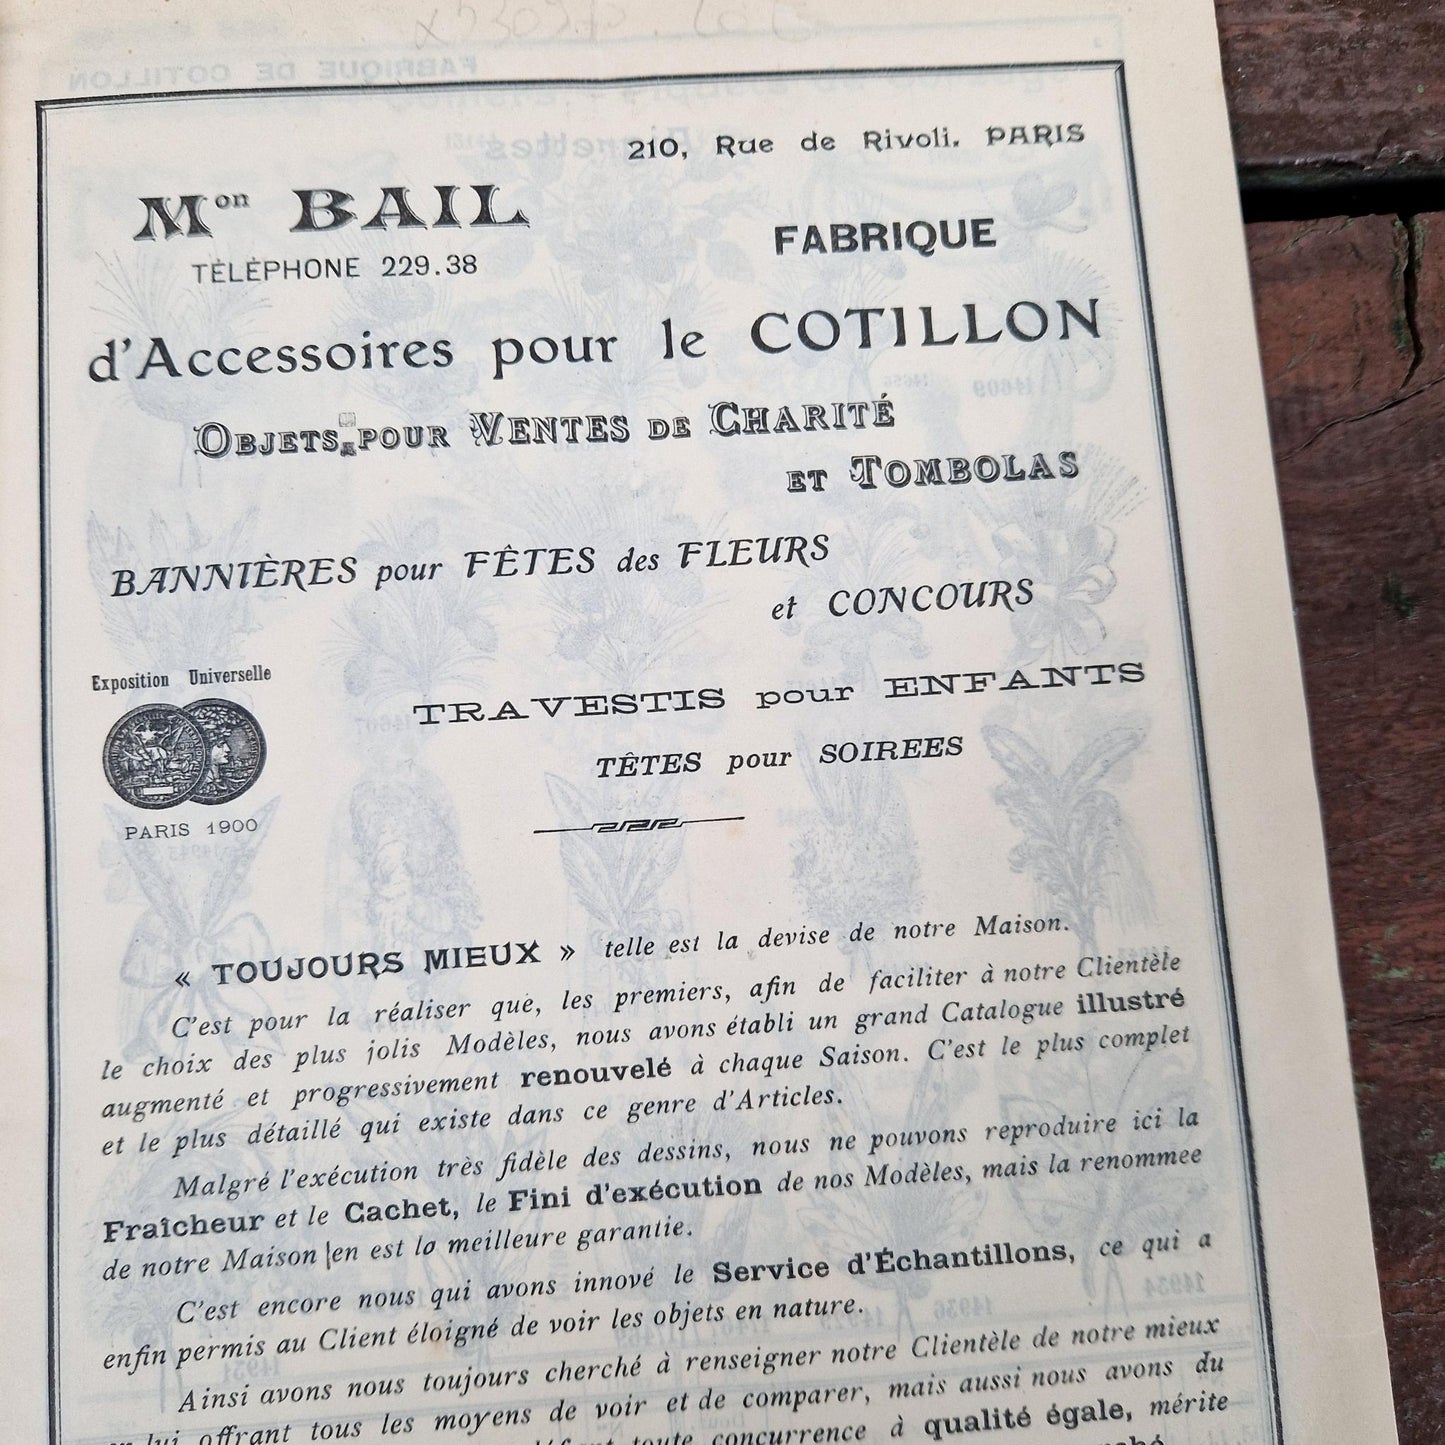 210, Rue de Rivoli. PARIS
Mon BAIL
TÉLÉPHONE 229.38
FABRIQUE
d'Accessoires pour le COTILLON
OBJETS POUR VENTES DE CHARITÉ
ET TOMBOLAS
BANNIÈRES pour FÊTES des FLEURS
et CONCOURS
Exposition Universelle
PARIS 1900
TRAVESTIS pour ENFANTS
TÊTES pour SOIREES
« TOUJOURS MIEUX » telle est la devise de notre Maison.
C'est pour la réaliser que, les premiers, afin de faciliter à notre Clientèle
le choix des plus jolis Modèles, nous avons établi un grand Catalogue illustré
augmenté et progressivement renouvelé à chaque Saison. C'est le plus complet
et le plus détaillé qui existe dans ce genre d'Articles.
Malgré l'exécution très fidèle des dessins, nous ne pouvons reproduire ici la
Fraîcheur et le Cachet, le Fini d'exécution de nos Modèles, mais la renommee
de notre Maison en est la meilleure garantie.
C'est encore nous qui avons innové le Service d'Échantillons, ce qui a
enfin permis au Client éloigné de voir les objets en nature.
Ainsi avons nous toujours cherché à renseigner notre Clientèle de notre mieux
lui offrant tous les moyens de voir et de comparer, mais aussi nous avons du
toute concurrence à qualité égale, mérite